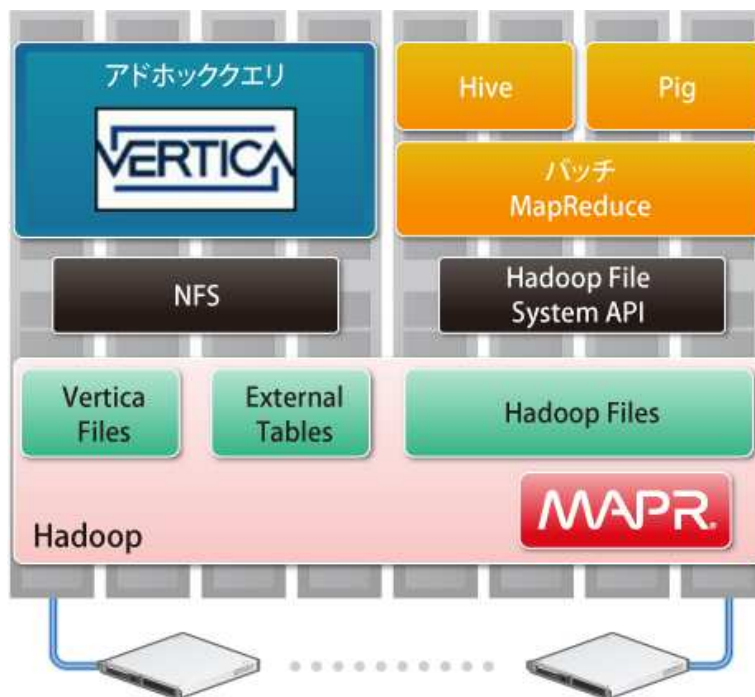 アドホッククエリ
VERTICA
Hive
Pig
バッチ
MapReduce
NFS
Hadoop File
System API
Vertica
Files
External
Tables
Hadoop Files
Hadoop
MAPR®